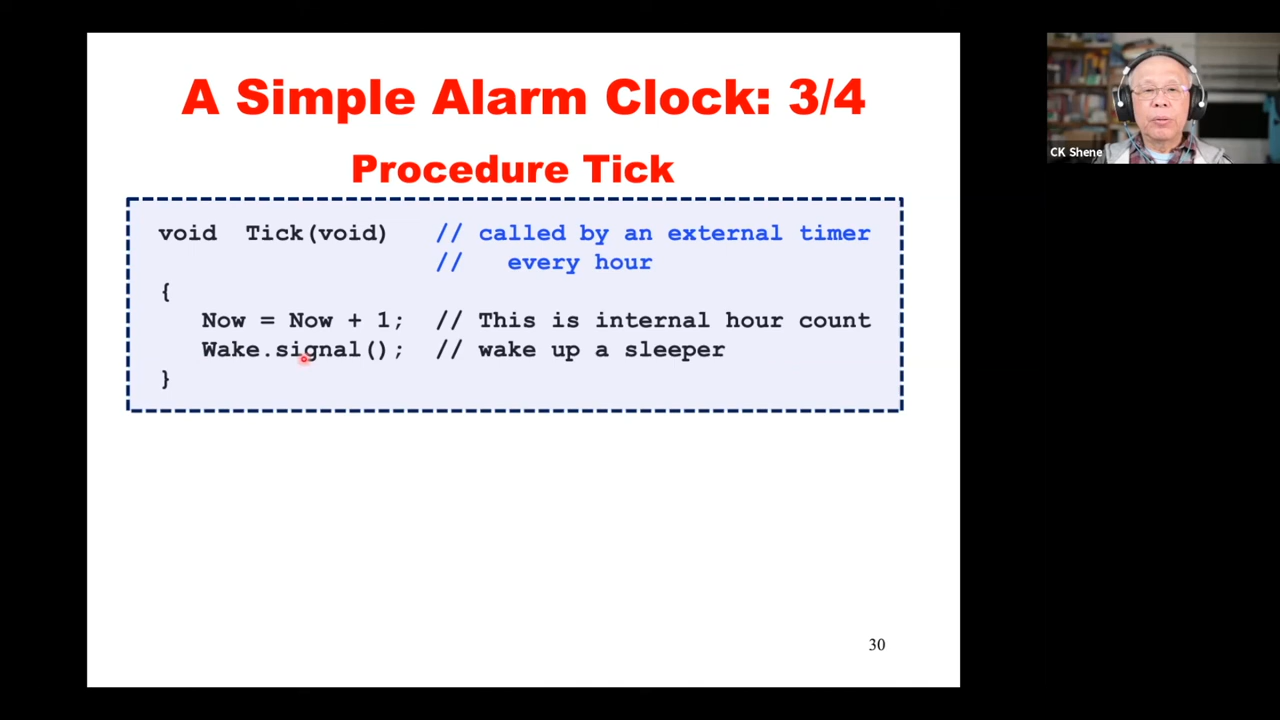 A Simple Alarm Clock: 3/4
Procedure Tick
void Tick(void) // called by an external timer
// every hour
{
Now = Now + 1; // This is internal hour count
Wake.signal(); // wake up a sleeper
}
30
CK Shene